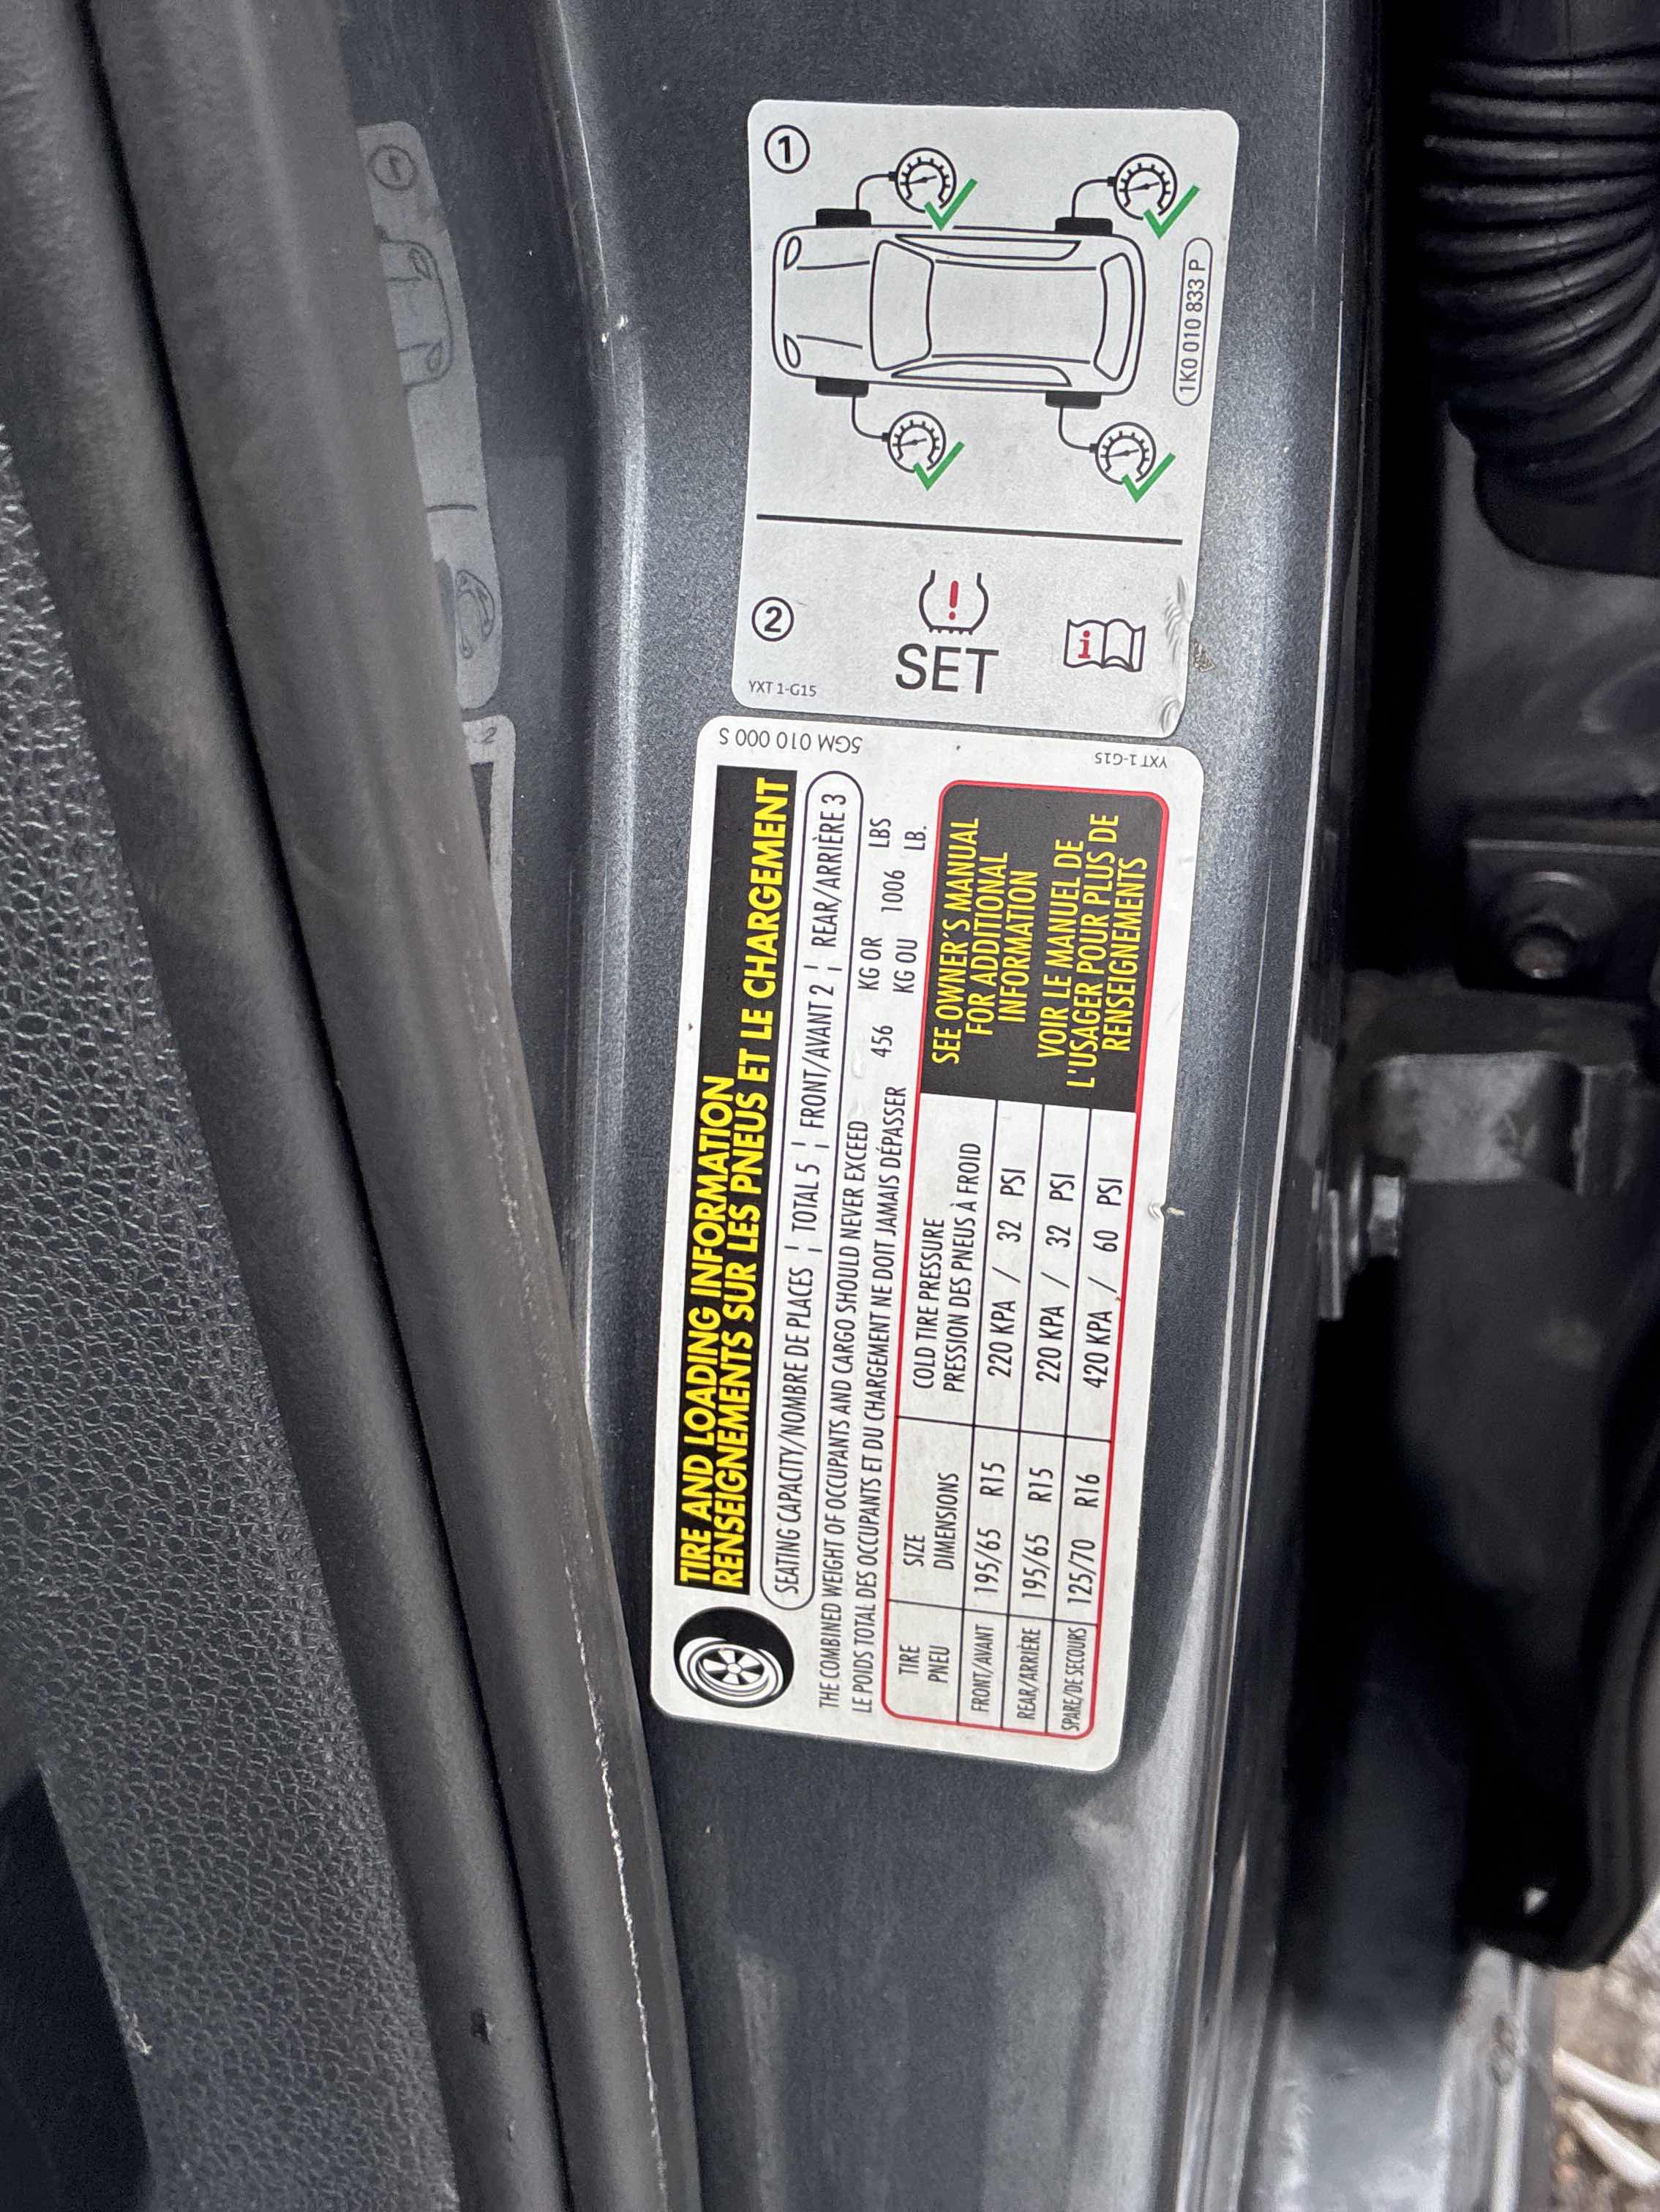 TIRE AND LOADING INFORMATION
RENSEIGNEMENTS SUR LES PNEUS ET LE CHARGEMENT
SEATING CAPACITY/NOMBRE DE PLACES ¦ TOTAL 5 ¦ FRONT/AVANT 2 ¦ REAR/ARRIÈRE 3
THE COMBINED WEIGHT OF OCCUPANTS AND CARGO SHOULD NEVER EXCEED 456 KG OR 1006 LBS
LE POIDS TOTAL DES OCCUPANTS ET DU CHARGEMENT NE DOIT JAMAIS DÉPASSER KG OU LB.
TIRE SIZE COLD TIRE PRESSURE
PNEU DIMENSIONS PRESSION DES PNEUS À FROID
FRONT/AVANT 195/65 R15 220 KPA / 32 PSI
REAR/ARRIÈRE 195/65 R15 220 KPA / 32 PSI
SPARE/DE SECOURS 125/70 R16 420 KPA / 60 PSI
SEE OWNER'S MANUAL
FOR ADDITIONAL
INFORMATION
VOIR LE MANUEL DE
L'USAGER POUR PLUS DE
RENSEIGNEMENTS
5GM 010 000 S
YXT 1-G15
YXT 1-G15
2
SET
!
i
1
1K0 010 833 P